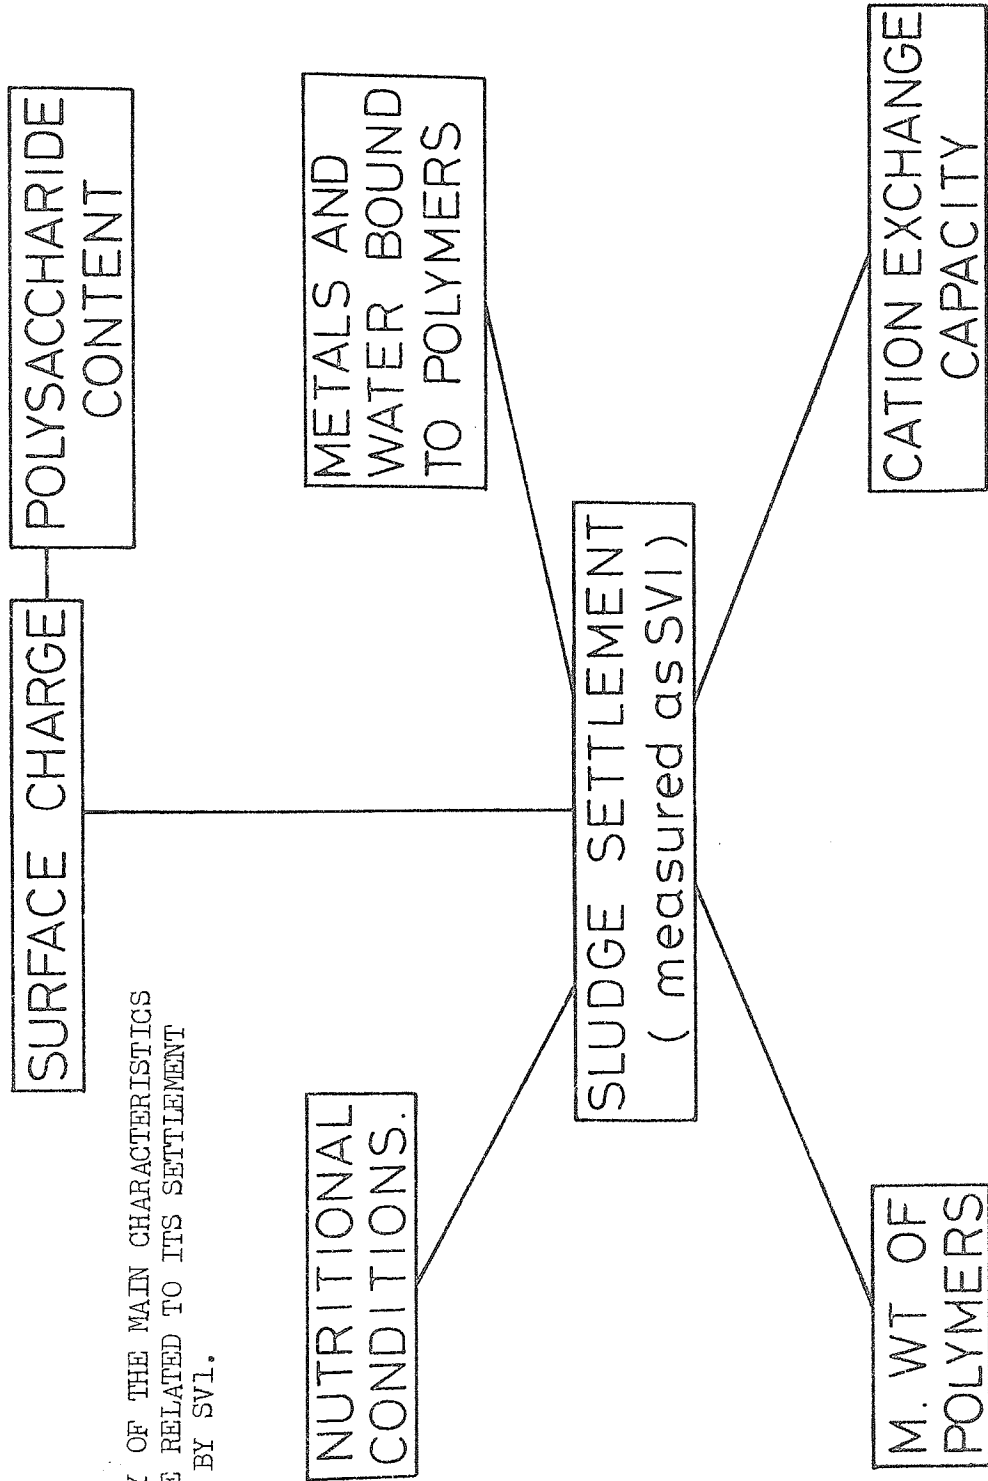 Y OF THE MAIN CHARACTERISTICS
E RELATED TO ITS SETTLEMENT
BY SV1.
SURFACE CHARGE
POLYSACCHARIDE
CONTENT
NUTRITIONAL
CONDITIONS.
METALS AND
WATER BOUND
TO POLYMERS
SLUDGE SETTLEMENT
( measured as SVI)
M. WT OF
POLYMERS
CATION EXCHANGE
CAPACITY